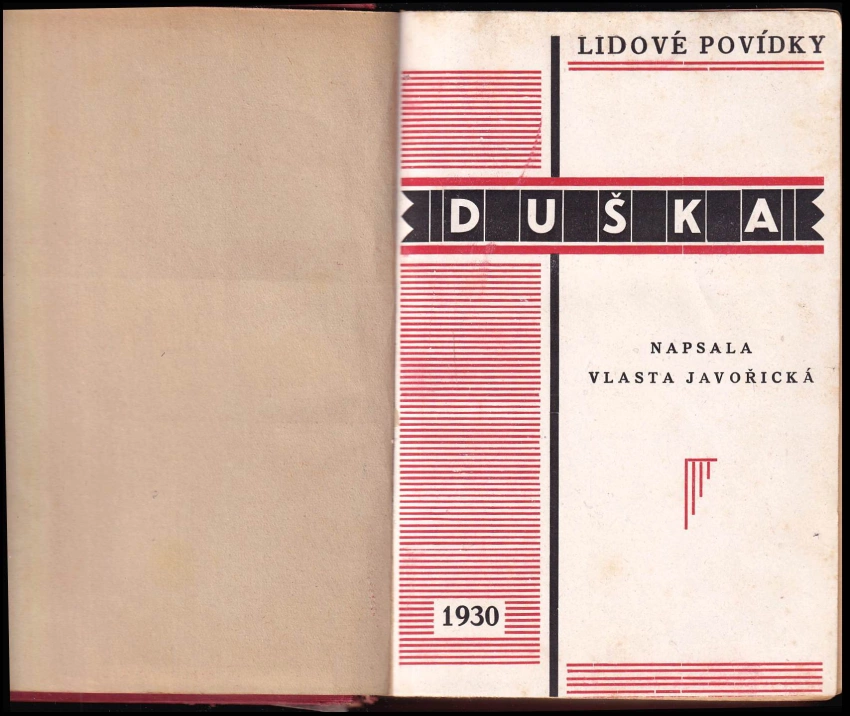 LIDOVÉ POVÍDKY
DUŠKA
NAPSALA
VLASTA JAVOŘICKÁ
1930